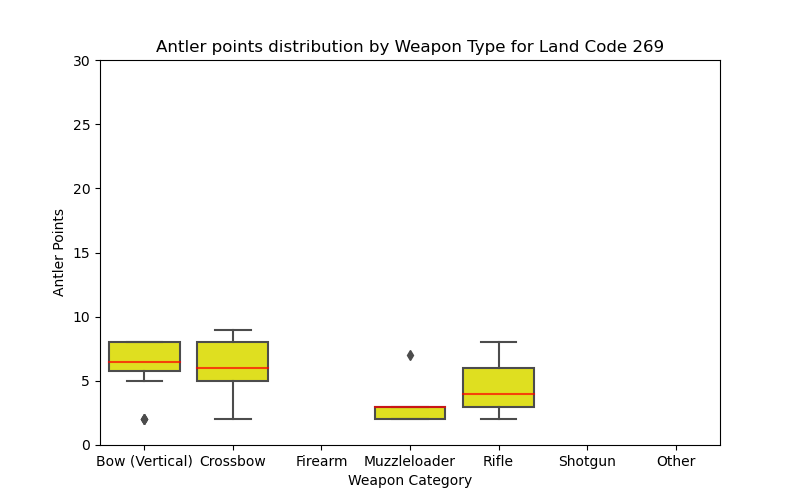 Antler points distribution by Weapon Type for Land Code 269
30
25
20
15
10
5
0
Antler Points
Bow (Vertical) Crossbow Firearm Muzzleloader Rifle Shotgun Other
Weapon Category